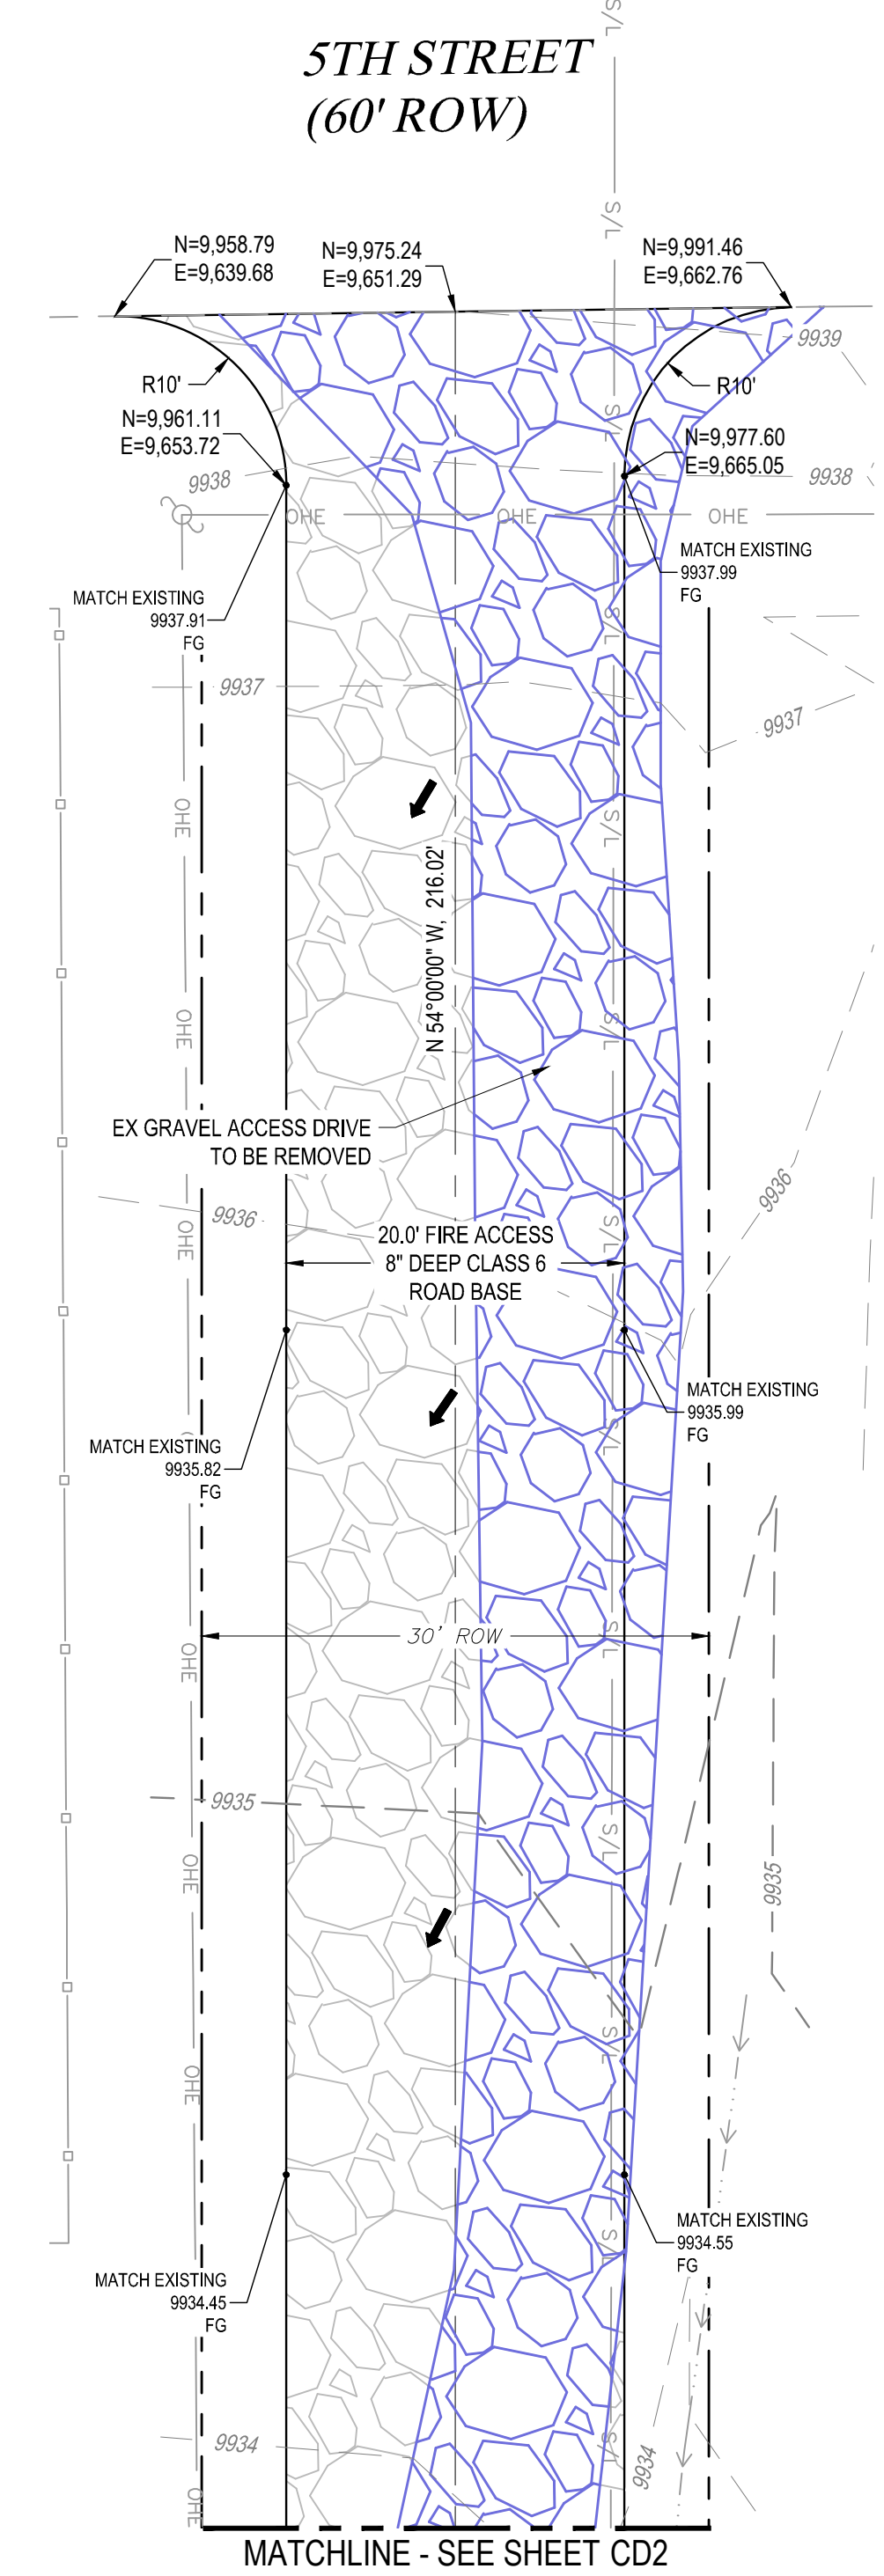 S/L
5TH STREET
(60' ROW)
S/L
N=9,958.79
E=9,639.68
N=9,975.24
E=9,651.29
N=9,991.46
E=9,662.76
9939
R10'
R10'
N=9,961.11
E=9,653.72
S/L
N=9,977.60
E=9,665.05
9938
9938
OHE
OHE
OHE
MATCH EXISTING
9937.99
FG
MATCH EXISTING
9937.91
FG
S/L
9937
9937
OHE
S/L
N 54°00'00" W, 216.02'
OHE
S/L
EX GRAVEL ACCESS DRIVE
TO BE REMOVED
9936
9936
OHE
S/L
20.0' FIRE ACCESS
8" DEEP CLASS 6
ROAD BASE
MATCH EXISTING
9935.99
FG
OHE
S/L
MATCH EXISTING
9935.82
FG
OHE
S/L
30' ROW
9935
S/L
OHE
9935
S/L
OHE
MATCH EXISTING
9934.55
FG
S/L
MATCH EXISTING
9934.45
FG
9934
S/L
9934
OHE
MATCHLINE - SEE SHEET CD2